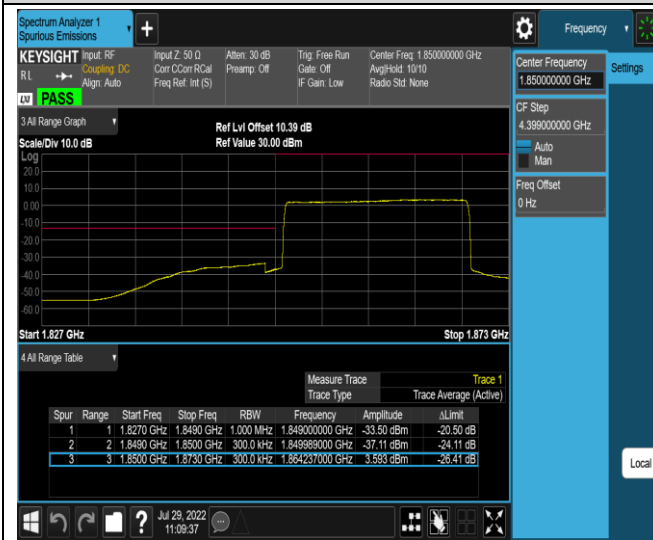 Spectrum Analyzer 1
Spurious Emissions
Frequency
KEYSIGHT Input: RF
RL Coupling: DC
Align: Auto
Input Z: 50 Ω
Corr CCorr RCal
Freq Ref: Int (S)
Atten: 30 dB
Preamp: Off
Trig: Free Run
Gate: Off
IF Gain: Low
Center Freq: 1.850000000 GHz
Avg|Hold: 10/10
Radio Std: None
LXI PASS
Center Frequency
1.850000000 GHz
Settings
CF Step
4.399000000 GHz
Auto
Man
Freq Offset
0 Hz
3 All Range Graph
Ref Lvl Offset 10.39 dB
Scale/Div 10.0 dB Ref Value 30.00 dBm
Log
20.0
10.0
0.00
-10.0
-20.0
-30.0
-40.0
-50.0
-60.0
Start 1.827 GHz Stop 1.873 GHz
4 All Range Table
Measure Trace Trace 1
Trace Type Trace Average (Active)
Spur Range Start Freq Stop Freq RBW Frequency Amplitude ΔLimit
1 1 1.8270 GHz 1.8490 GHz 1.000 MHz 1.849000000 GHz -33.50 dBm -20.50 dB
2 2 1.8490 GHz 1.8500 GHz 300.0 kHz 1.849989000 GHz -37.11 dBm -24.11 dB
3 3 1.8500 GHz 1.8730 GHz 300.0 kHz 1.864237000 GHz 3.593 dBm -26.41 dB
Local
Jul 29, 2022
11:09:37